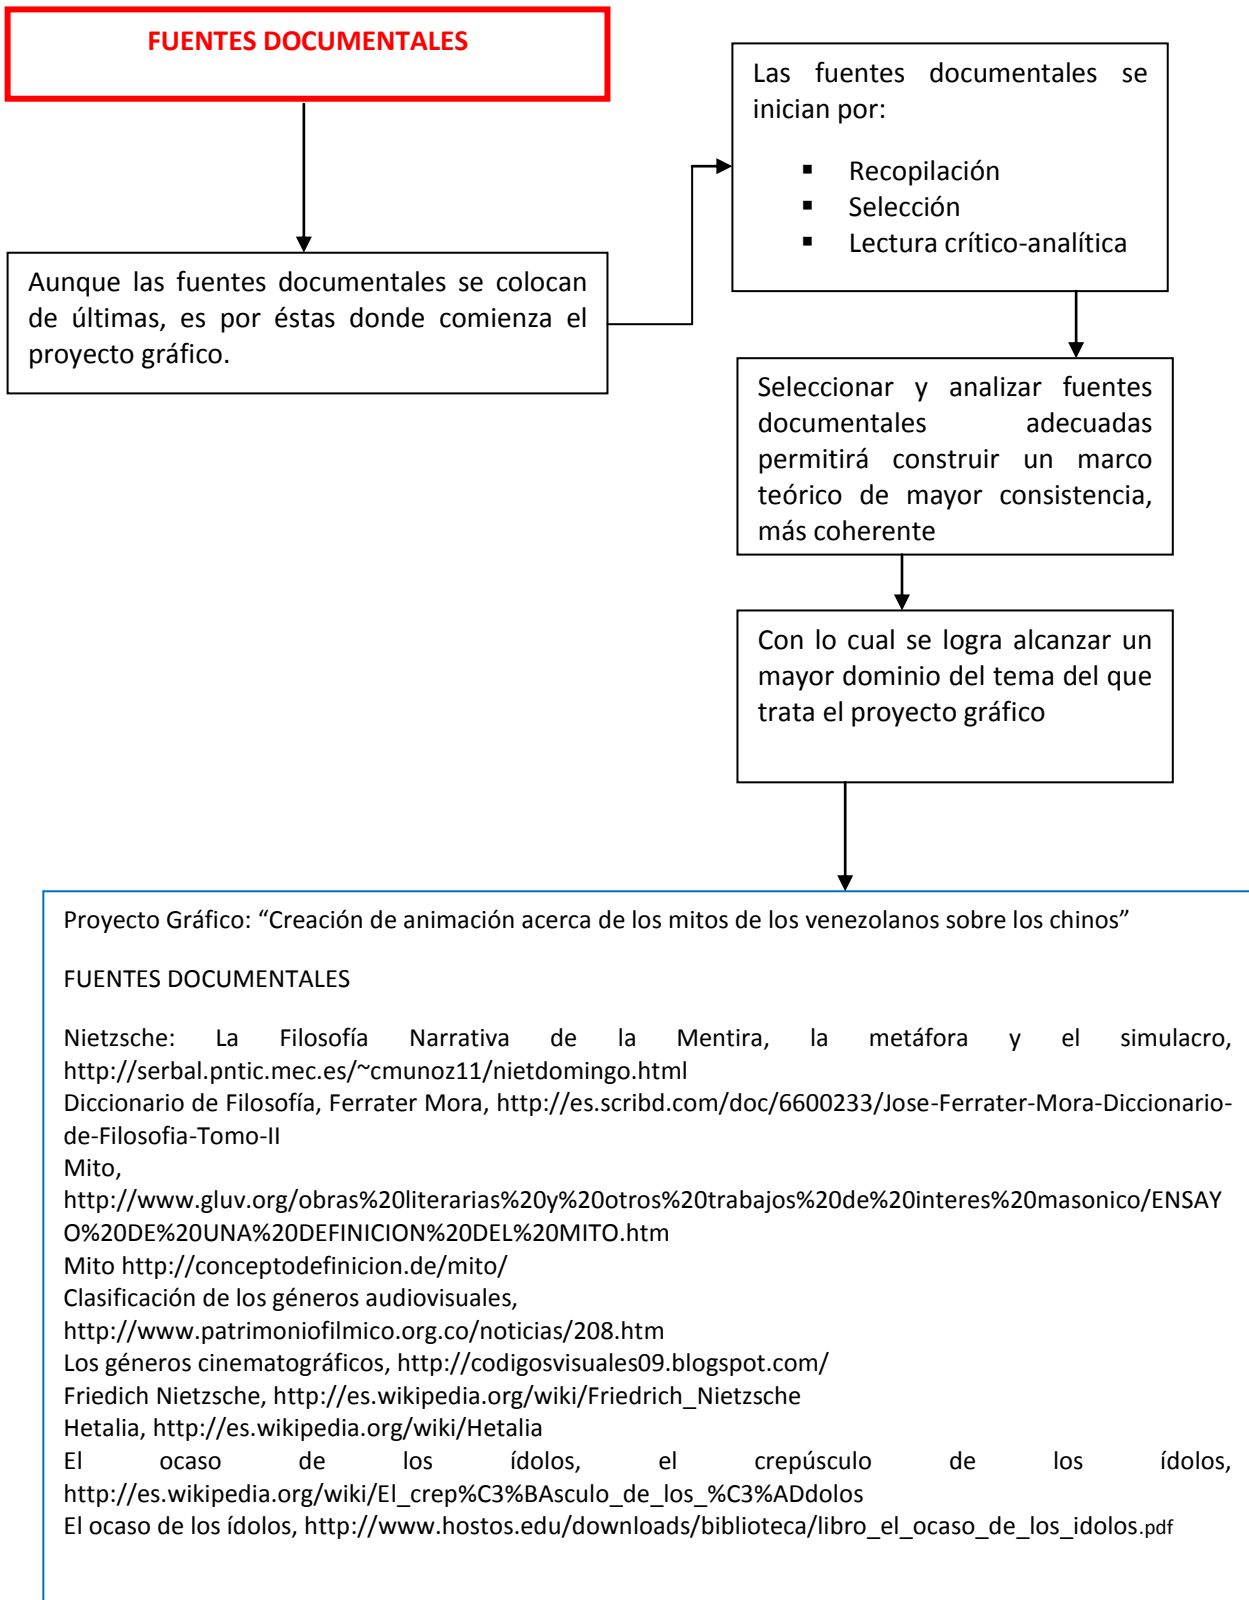 FUENTES DOCUMENTALES
Aunque las fuentes documentales se colocan
de últimas, es por éstas donde comienza el
proyecto gráfico.
Las fuentes documentales se
inician por:
▪ Recopilación
▪ Selección
▪ Lectura crítico-analítica
Seleccionar y analizar fuentes
documentales adecuadas
permitirá construir un marco
teórico de mayor consistencia,
más coherente
Con lo cual se logra alcanzar un
mayor dominio del tema del que
trata el proyecto gráfico
Proyecto Gráfico: “Creación de animación acerca de los mitos de los venezolanos sobre los chinos”
FUENTES DOCUMENTALES
Nietzsche: La Filosofía Narrativa de la Mentira, la metáfora y el simulacro,
http://serbal.pntic.mec.es/~cmunoz11/nietdomingo.html
Diccionario de Filosofía, Ferrater Mora, http://es.scribd.com/doc/6600233/Jose-Ferrater-Mora-Diccionario-
de-Filosofia-Tomo-II
Mito,
http://www.gluv.org/obras%20literarias%20y%20otros%20trabajos%20de%20interes%20masonico/ENSAY
O%20DE%20UNA%20DEFINICION%20DEL%20MITO.htm
Mito http://conceptodefinicion.de/mito/
Clasificación de los géneros audiovisuales,
http://www.patrimoniofilmico.org.co/noticias/208.htm
Los géneros cinematográficos, http://codigosvisuales09.blogspot.com/
Friedich Nietzsche, http://es.wikipedia.org/wiki/Friedrich_Nietzsche
Hetalia, http://es.wikipedia.org/wiki/Hetalia
El ocaso de los ídolos, el crepúsculo de los ídolos,
http://es.wikipedia.org/wiki/El_crep%C3%BAsculo_de_los_%C3%ADdolos
El ocaso de los ídolos, http://www.hostos.edu/downloads/biblioteca/libro_el_ocaso_de_los_idolos.pdf